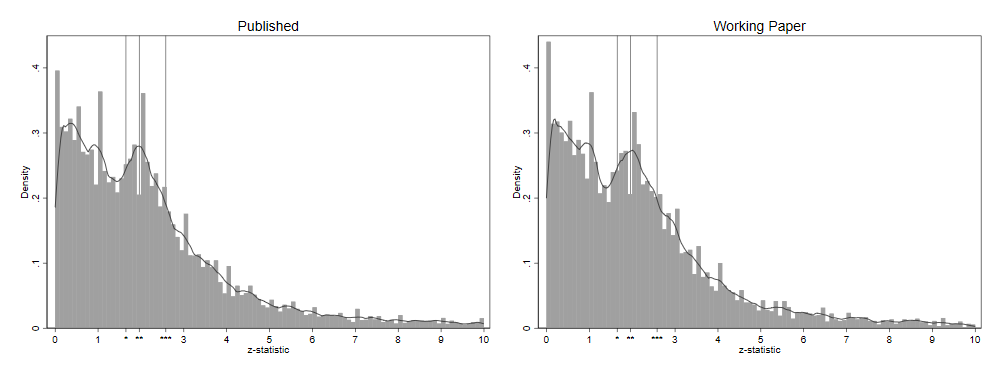 Published
Density
.4
.3
.2
.1
0
0 1 * ** *** 3 4 5 6 7 8 9 10
z-statistic
Working Paper
Density
.4
.3
.2
.1
0
0 1 * ** *** 3 4 5 6 7 8 9 10
z-statistic